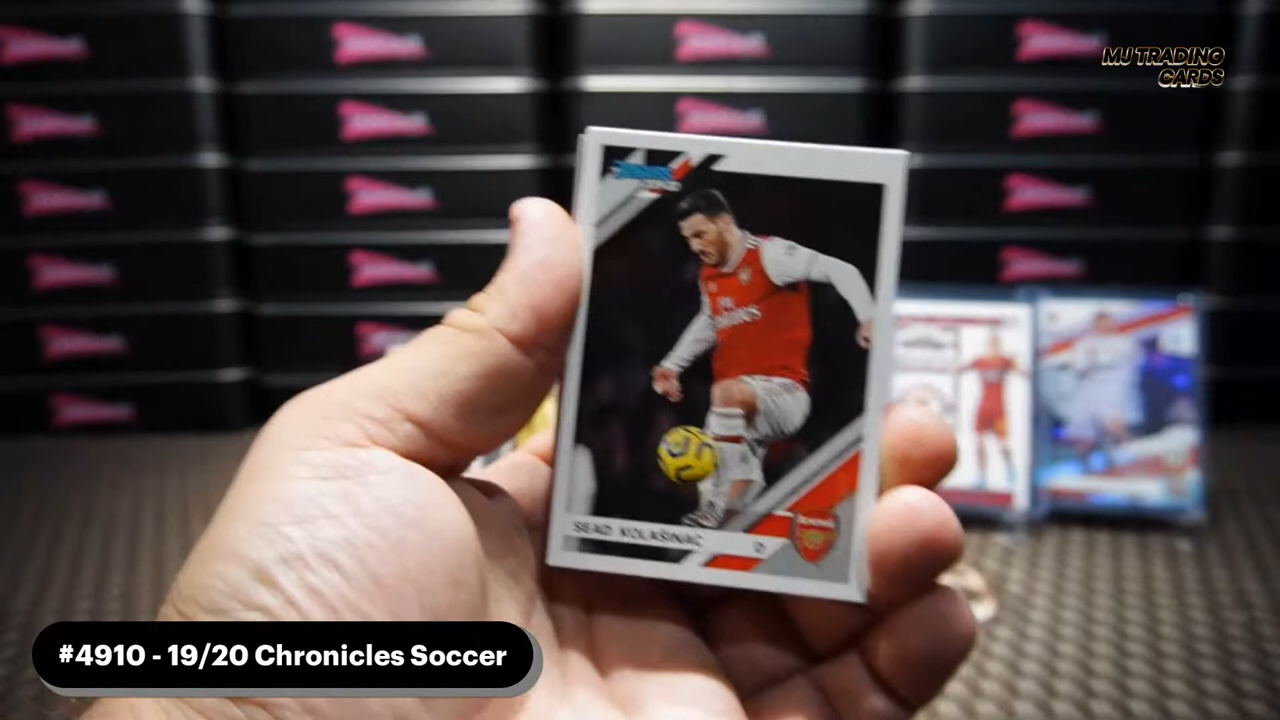 MJ TRADING
CARDS
SEAD KOLAŠINAC D
#4910 - 19/20 Chronicles Soccer